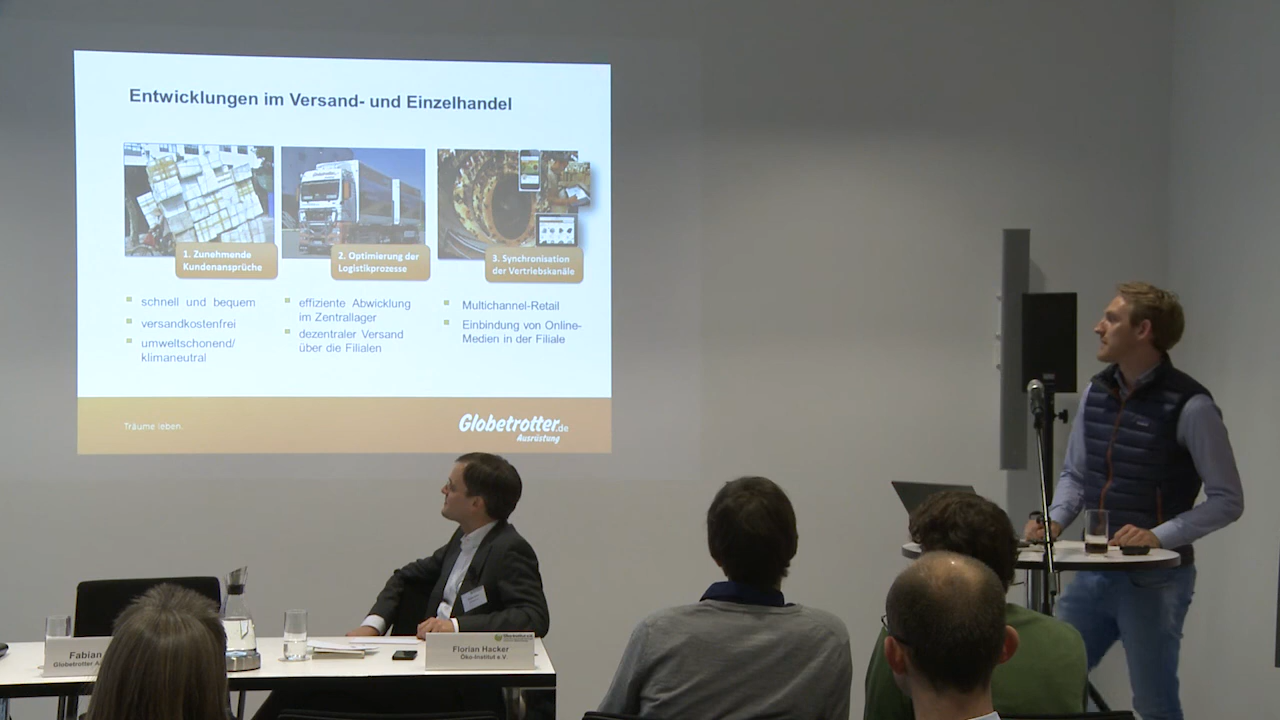 Entwicklungen im Versand- und Einzelhandel
1. Zunehmende
Kundenansprüche
2. Optimierung der
Logistikprozesse
3. Synchronisation
der Vertriebskanäle
schnell und bequem
versandkostenfrei
umweltschonend/
klimaneutral
effiziente Abwicklung
im Zentrallager
dezentraler Versand
über die Filialen
Multichannel-Retail
Einbindung von Online-
Medien in der Filiale
Träume leben.
Globetrotter.de
Ausrüstung
Fabian
Globetrotter A
Florian Hacker
Öko-Institut e.V.